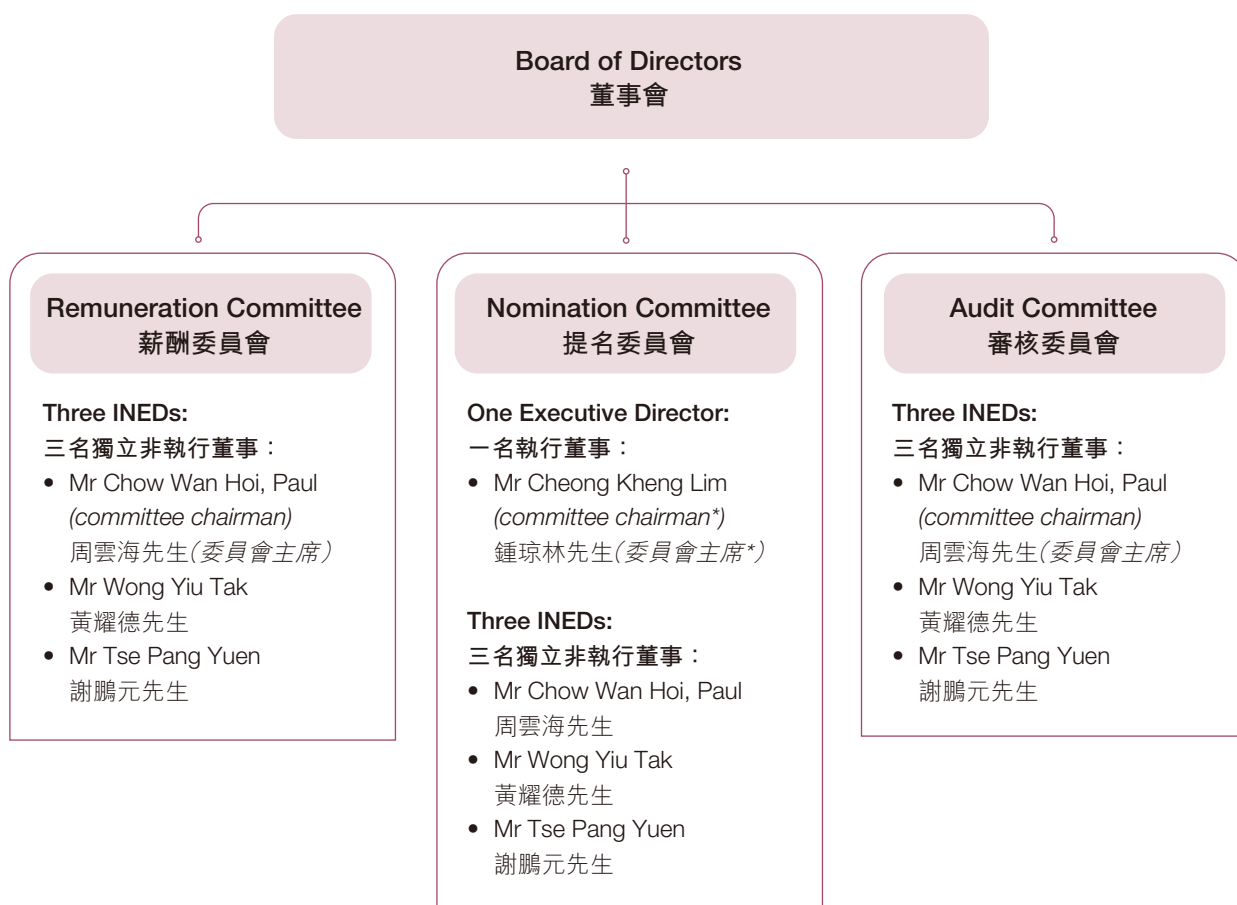 Board of Directors
董事會
Remuneration Committee
薪酬委員會
Three INEDs:
三名獨立非執行董事：
• Mr Chow Wan Hoi, Paul
(committee chairman)
周雲海先生(委員會主席)
• Mr Wong Yiu Tak
黃耀德先生
• Mr Tse Pang Yuen
謝鵬元先生
Nomination Committee
提名委員會
One Executive Director:
一名執行董事：
• Mr Cheong Kheng Lim
(committee chairman*)
鍾琼林先生(委員會主席*)
Three INEDs:
三名獨立非執行董事：
• Mr Chow Wan Hoi, Paul
周雲海先生
• Mr Wong Yiu Tak
黃耀德先生
• Mr Tse Pang Yuen
謝鵬元先生
Audit Committee
審核委員會
Three INEDs:
三名獨立非執行董事：
• Mr Chow Wan Hoi, Paul
(committee chairman)
周雲海先生(委員會主席)
• Mr Wong Yiu Tak
黃耀德先生
• Mr Tse Pang Yuen
謝鵬元先生